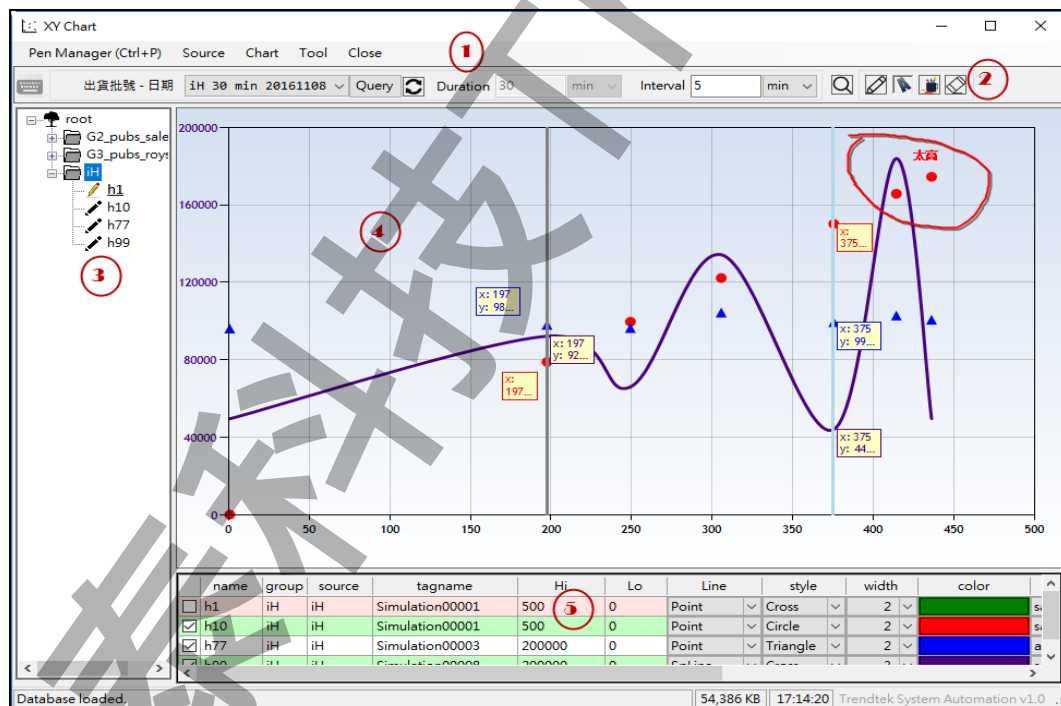 XY Chart
Pen Manager (Ctrl+P) Source Chart Tool Close
1
出貨批號 - 日期 iH 30 min 20161108 Query Duration 30 min Interval 5 min
2
root
G2_pubs_sale
G3_pubs_roys
iH
h1
h10
h77
h99
3
200000
160000
120000
80000
40000
0
0 50 100 150 200 250 300 350 400 450 500
4
太高
x: 197
y: 98...
x: 197
y: 92...
x:
197...
x:
375...
x: 375
y: 99...
x: 375
y: 44...
name group source tagname Hi Lo Line style width color
h1 iH iH Simulation00001 500 0 Point Cross 2
5
h10 iH iH Simulation00001 500 0 Point Circle 2
h77 iH iH Simulation00003 200000 0 Point Triangle 2
Database loaded. 54,386 KB 17:14:20 Trendtek System Automation v1.0
科技